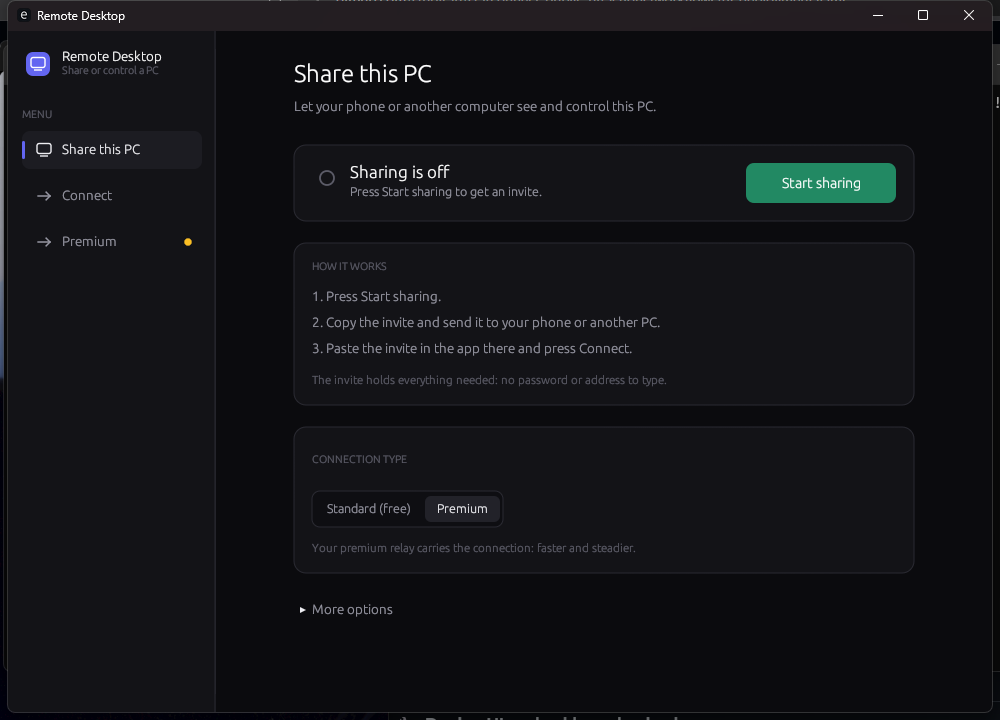 Remote Desktop
Remote Desktop
Share or control a PC
MENU
Share this PC
Connect
Premium
Share this PC
Let your phone or another computer see and control this PC.
Sharing is off
Press Start sharing to get an invite.
Start sharing
HOW IT WORKS
1. Press Start sharing.
2. Copy the invite and send it to your phone or another PC.
3. Paste the invite in the app there and press Connect.
The invite holds everything needed: no password or address to type.
CONNECTION TYPE
Standard (free)
Premium
Your premium relay carries the connection: faster and steadier.
More options